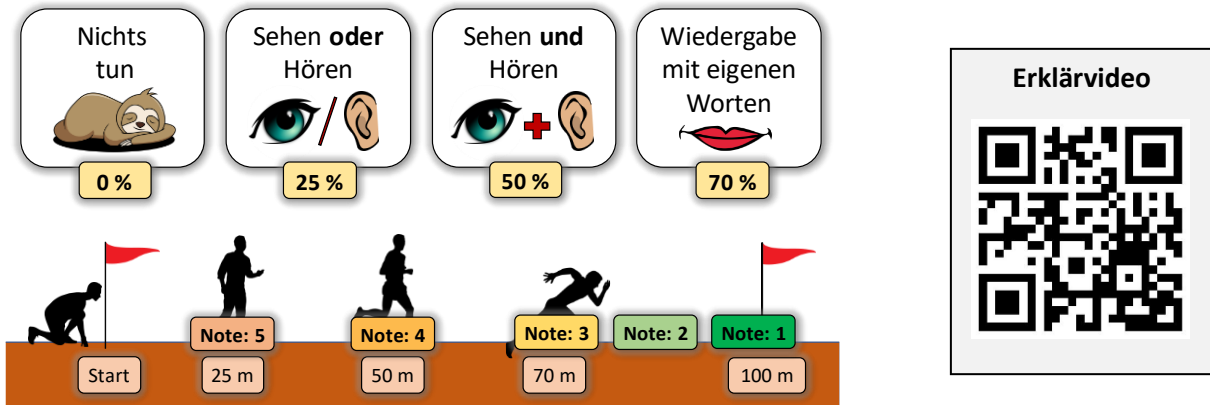 Nichts
tun
0 %
Sehen oder
Hören
25 %
Sehen und
Hören
50 %
Wiedergabe
mit eigenen
Worten
70 %
Erklärvideo
Note: 5
Note: 4
Note: 3
Note: 2
Note: 1
Start
25 m
50 m
70 m
100 m